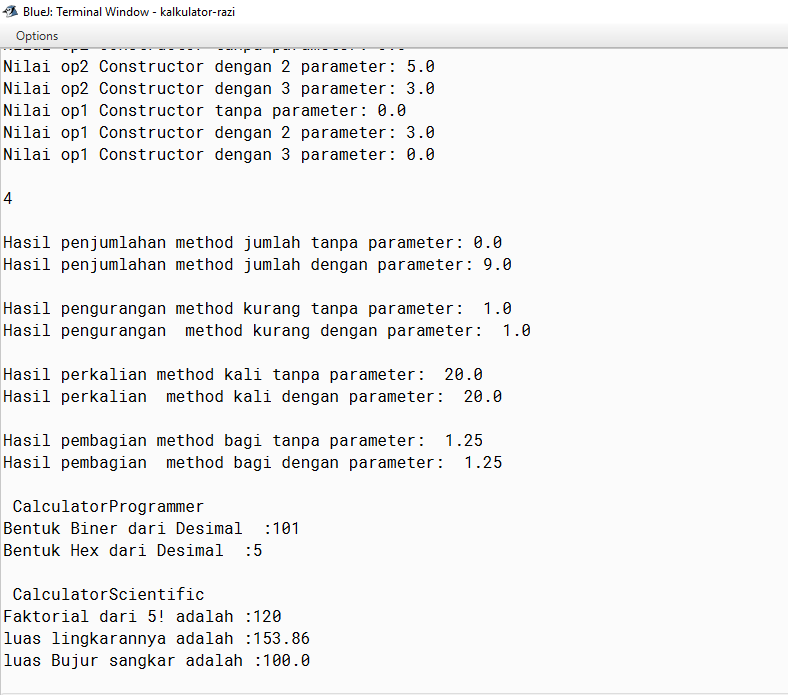 BlueJ: Terminal Window - kalkulator-razi
Options
Nilai op2 Constructor tanpa parameter: 0.0
Nilai op2 Constructor dengan 2 parameter: 5.0
Nilai op2 Constructor dengan 3 parameter: 3.0
Nilai op1 Constructor tanpa parameter: 0.0
Nilai op1 Constructor dengan 2 parameter: 3.0
Nilai op1 Constructor dengan 3 parameter: 0.0
4
Hasil penjumlahan method jumlah tanpa parameter: 0.0
Hasil penjumlahan method jumlah dengan parameter: 9.0
Hasil pengurangan method kurang tanpa parameter:  1.0
Hasil pengurangan  method kurang dengan parameter:  1.0
Hasil perkalian method kali tanpa parameter:  20.0
Hasil perkalian  method kali dengan parameter:  20.0
Hasil pembagian method bagi tanpa parameter:  1.25
Hasil pembagian  method bagi dengan parameter:  1.25
CalculatorProgrammer
Bentuk Biner dari Desimal  :101
Bentuk Hex dari Desimal  :5
CalculatorScientific
Faktorial dari 5! adalah :120
luas lingkarannya adalah :153.86
luas Bujur sangkar adalah :100.0